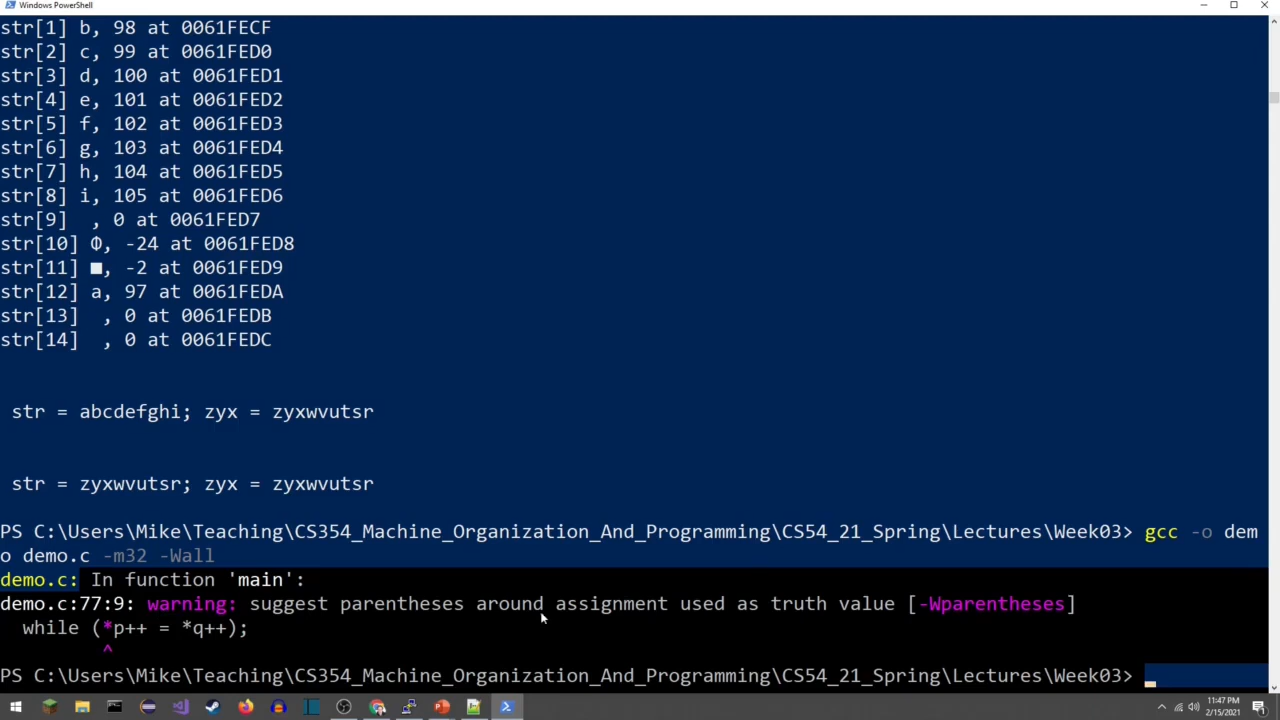 Windows PowerShell
str[1] b, 98 at 0061FECF
str[2] c, 99 at 0061FED0
str[3] d, 100 at 0061FED1
str[4] e, 101 at 0061FED2
str[5] f, 102 at 0061FED3
str[6] g, 103 at 0061FED4
str[7] h, 104 at 0061FED5
str[8] i, 105 at 0061FED6
str[9]  , 0 at 0061FED7
str[10] Φ, -24 at 0061FED8
str[11] ■, -2 at 0061FED9
str[12] a, 97 at 0061FEDA
str[13]  , 0 at 0061FEDB
str[14]  , 0 at 0061FEDC
str = abcdefghi; zyx = zyxwvutsr
str = zyxwvutsr; zyx = zyxwvutsr
PS C:\Users\Mike\Teaching\CS354_Machine_Organization_And_Programming\CS54_21_Spring\Lectures\Week03> gcc -o dem
o demo.c -m32 -Wall
demo.c: In function 'main':
demo.c:77:9: warning: suggest parentheses around assignment used as truth value [-Wparentheses]
while (*p++ = *q++);
^
PS C:\Users\Mike\Teaching\CS354_Machine_Organization_And_Programming\CS54_21_Spring\Lectures\Week03>
11:47 PM
2/15/2021